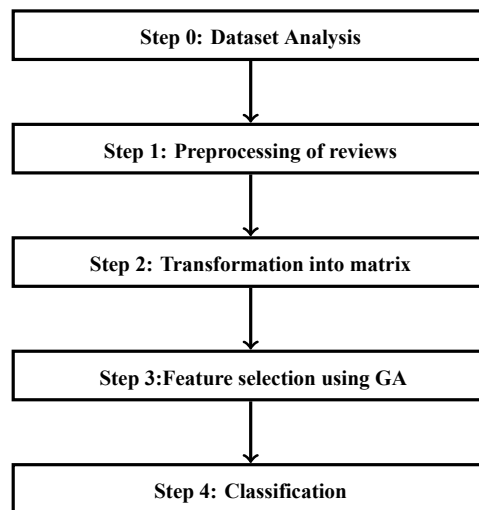 Step 0: Dataset Analysis
Step 1: Preprocessing of reviews
Step 2: Transformation into matrix
Step 3:Feature selection using GA
Step 4: Classification